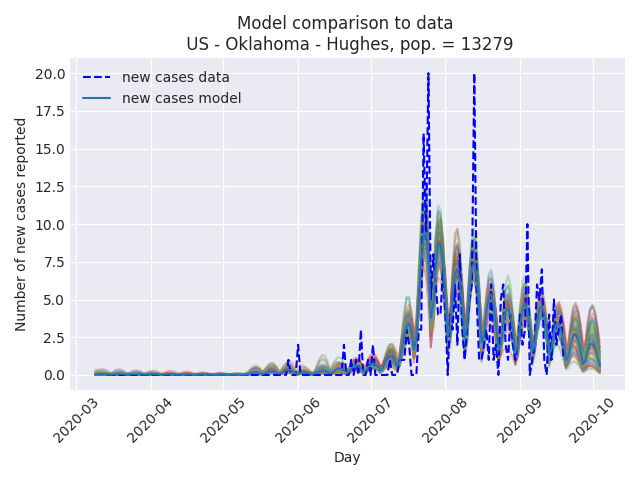 Model comparison to data
US - Oklahoma - Hughes, pop. = 13279
new cases data
new cases model
20.0
17.5
15.0
12.5
10.0
7.5
5.0
2.5
0.0
Number of new cases reported
2020-03
2020-04
2020-05
2020-06
2020-07
2020-08
2020-09
2020-10
Day